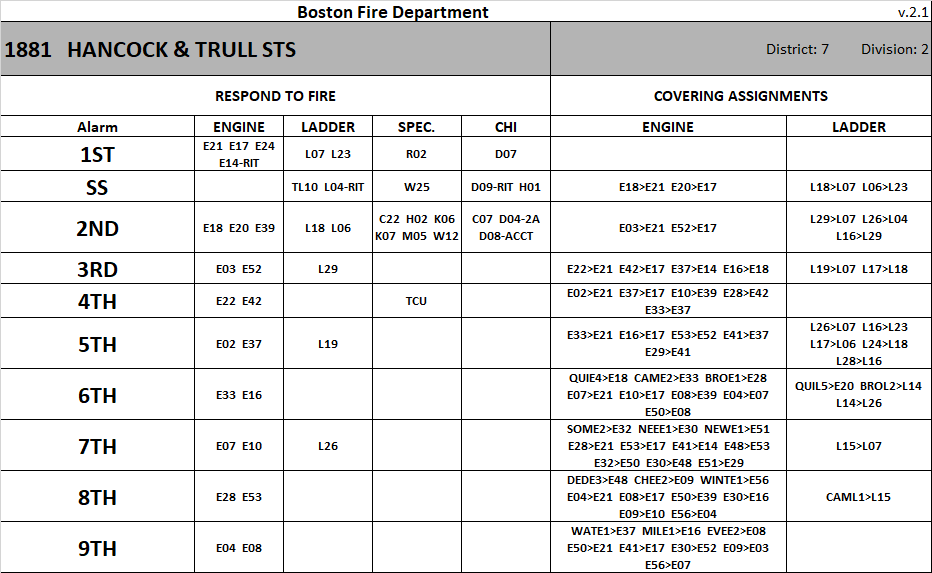 Boston Fire Department
v.2.1
1881 HANCOCK & TRULL STS
District: 7 Division: 2
RESPOND TO FIRE
COVERING ASSIGNMENTS
Alarm ENGINE LADDER SPEC. CHI ENGINE LADDER
1ST
E21 E17 E24
E14-RIT
L07 L23
R02
D07
SS
TL10 L04-RIT
W25
D09-RIT H01
E18>E21 E20>E17
L18>L07 L06>L23
2ND
E18 E20 E39
L18 L06
C22 H02 K06
K07 M05 W12
C07 D04-2A
D08-ACCT
E03>E21 E52>E17
L29>L07 L26>L04
L16>L29
3RD
E03 E52
L29
E22>E21 E42>E17 E37>E14 E16>E18
L19>L07 L17>L18
4TH
E22 E42
TCU
E02>E21 E37>E17 E10>E39 E28>E42
E33>E37
5TH
E02 E37
L19
E33>E21 E16>E17 E53>E52 E41>E37
E29>E41
L26>L07 L16>L23
L17>L06 L24>L18
L28>L16
6TH
E33 E16
QUIE4>E18 CAME2>E33 BROE1>E28
E07>E21 E10>E17 E08>E39 E04>E07
E50>E08
QUIL5>E20 BROL2>L14
L14>L26
7TH
E07 E10
L26
SOME2>E32 NEEE1>E30 NEWE1>E51
E28>E21 E53>E17 E41>E14 E48>E53
E32>E50 E30>E48 E51>E29
L15>L07
8TH
E28 E53
DEDE3>E48 CHEE2>E09 WINTE1>E56
E04>E21 E08>E17 E50>E39 E30>E16
E09>E10 E56>E04
CAML1>L15
9TH
E04 E08
WATE1>E37 MILE1>E16 EVEE2>E08
E50>E21 E41>E17 E30>E52 E09>E03
E56>E07